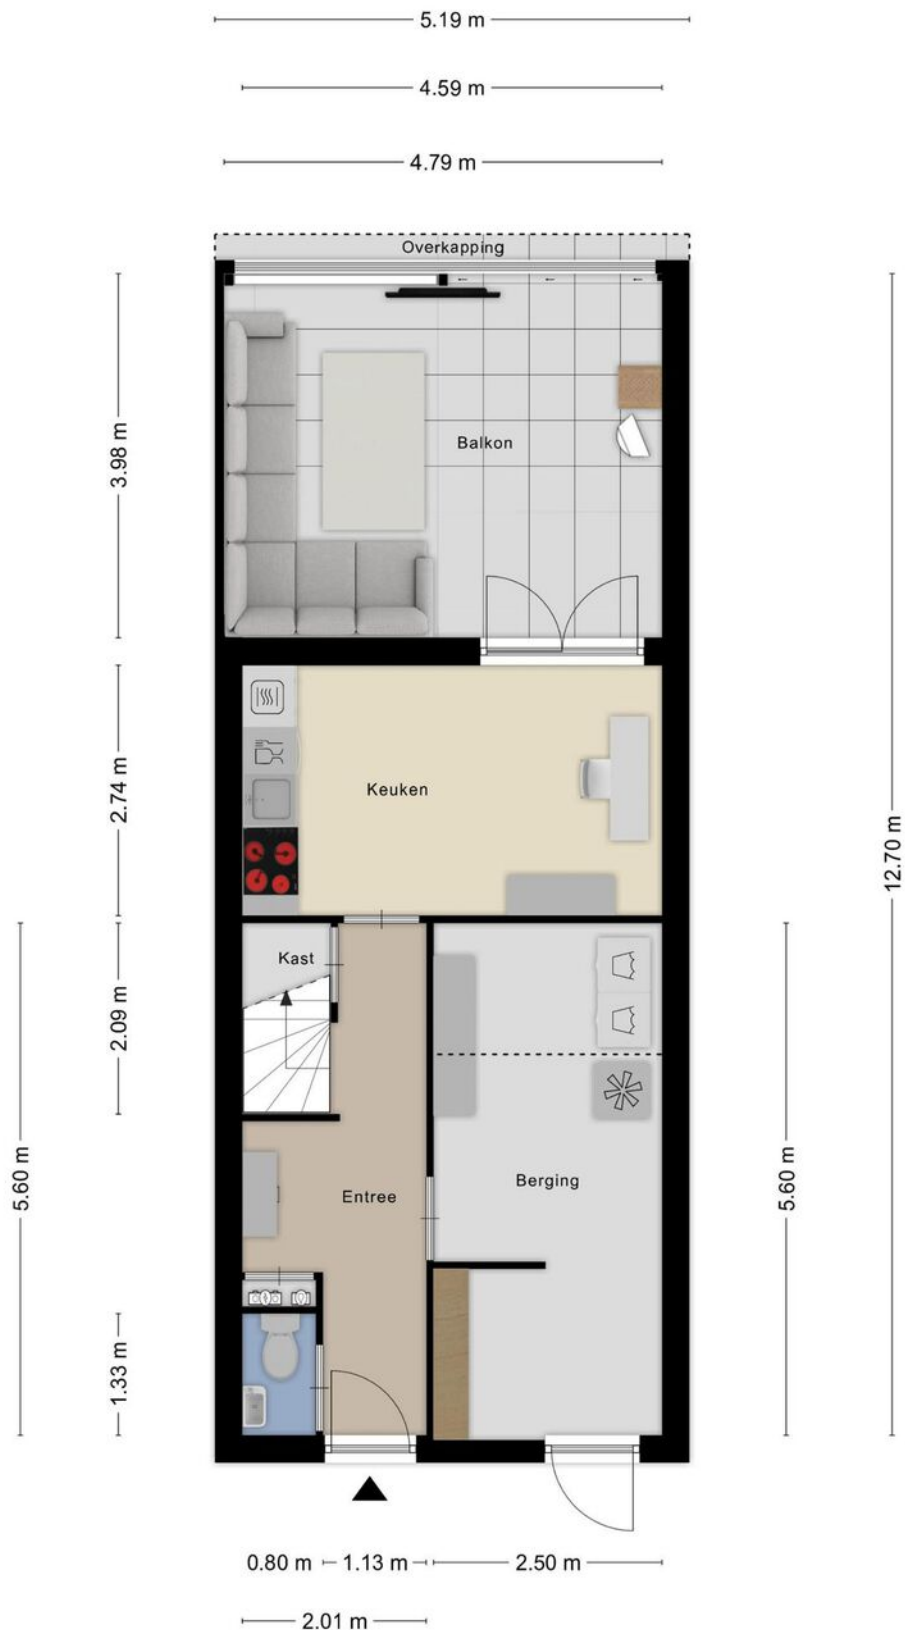 5.19 m
4.59 m
4.79 m
Overkapping
3.98 m
Balkon
2.74 m
Keuken
12.70 m
Kast
2.09 m
5.60 m
Entree
Berging
5.60 m
1.33 m
0.80 m
1.13 m
2.50 m
2.01 m